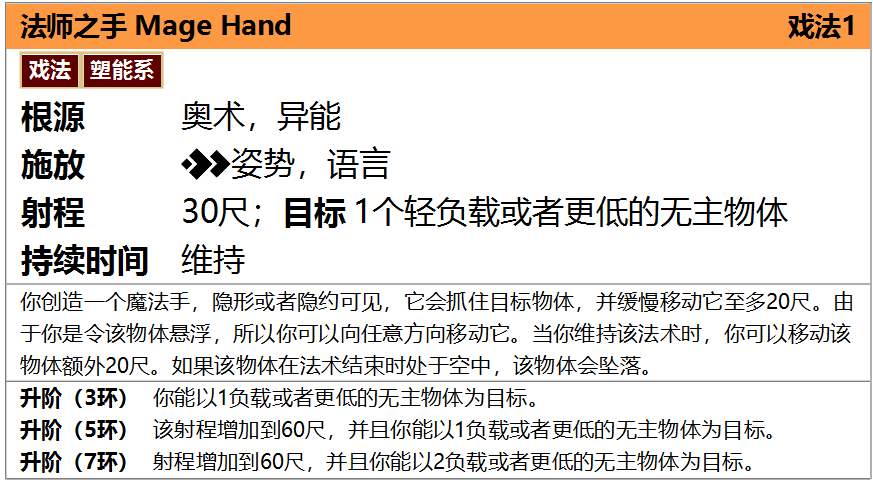 法师之手 Mage Hand 戏法1
戏法 塑能系
根源 奥术，异能
施放 姿势，语言
射程 30尺；目标 1个轻负载或者更低的无主物体
持续时间 维持
你创造一个魔法手，隐形或者隐约可见，它会抓住目标物体，并缓慢移动它至多20尺。由
于你是令该物体悬浮，所以你可以向任意方向移动它。当你维持该法术时，你可以移动该
物体额外20尺。如果该物体在法术结束时处于空中，该物体会坠落。
升阶（3环） 你能以1负载或者更低的无主物体为目标。
升阶（5环） 该射程增加到60尺，并且你能以1负载或者更低的无主物体为目标。
升阶（7环） 射程增加到60尺，并且你能以2负载或者更低的无主物体为目标。